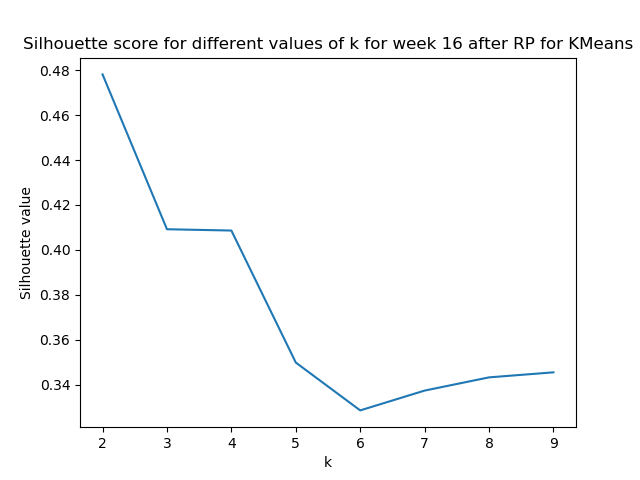 Silhouette score for different values of k for week 16 after RP for KMeans
0.48
0.46
0.44
0.42
0.40
0.38
0.36
0.34
Silhouette value
2 3 4 5 6 7 8 9
k